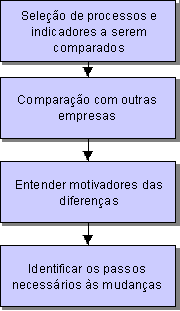 Seleção de processos e
indicadores a serem
comparados
Comparação com outras
empresas
Entender motivadores das
diferenças
Identificar os passos
necessários às mudanças